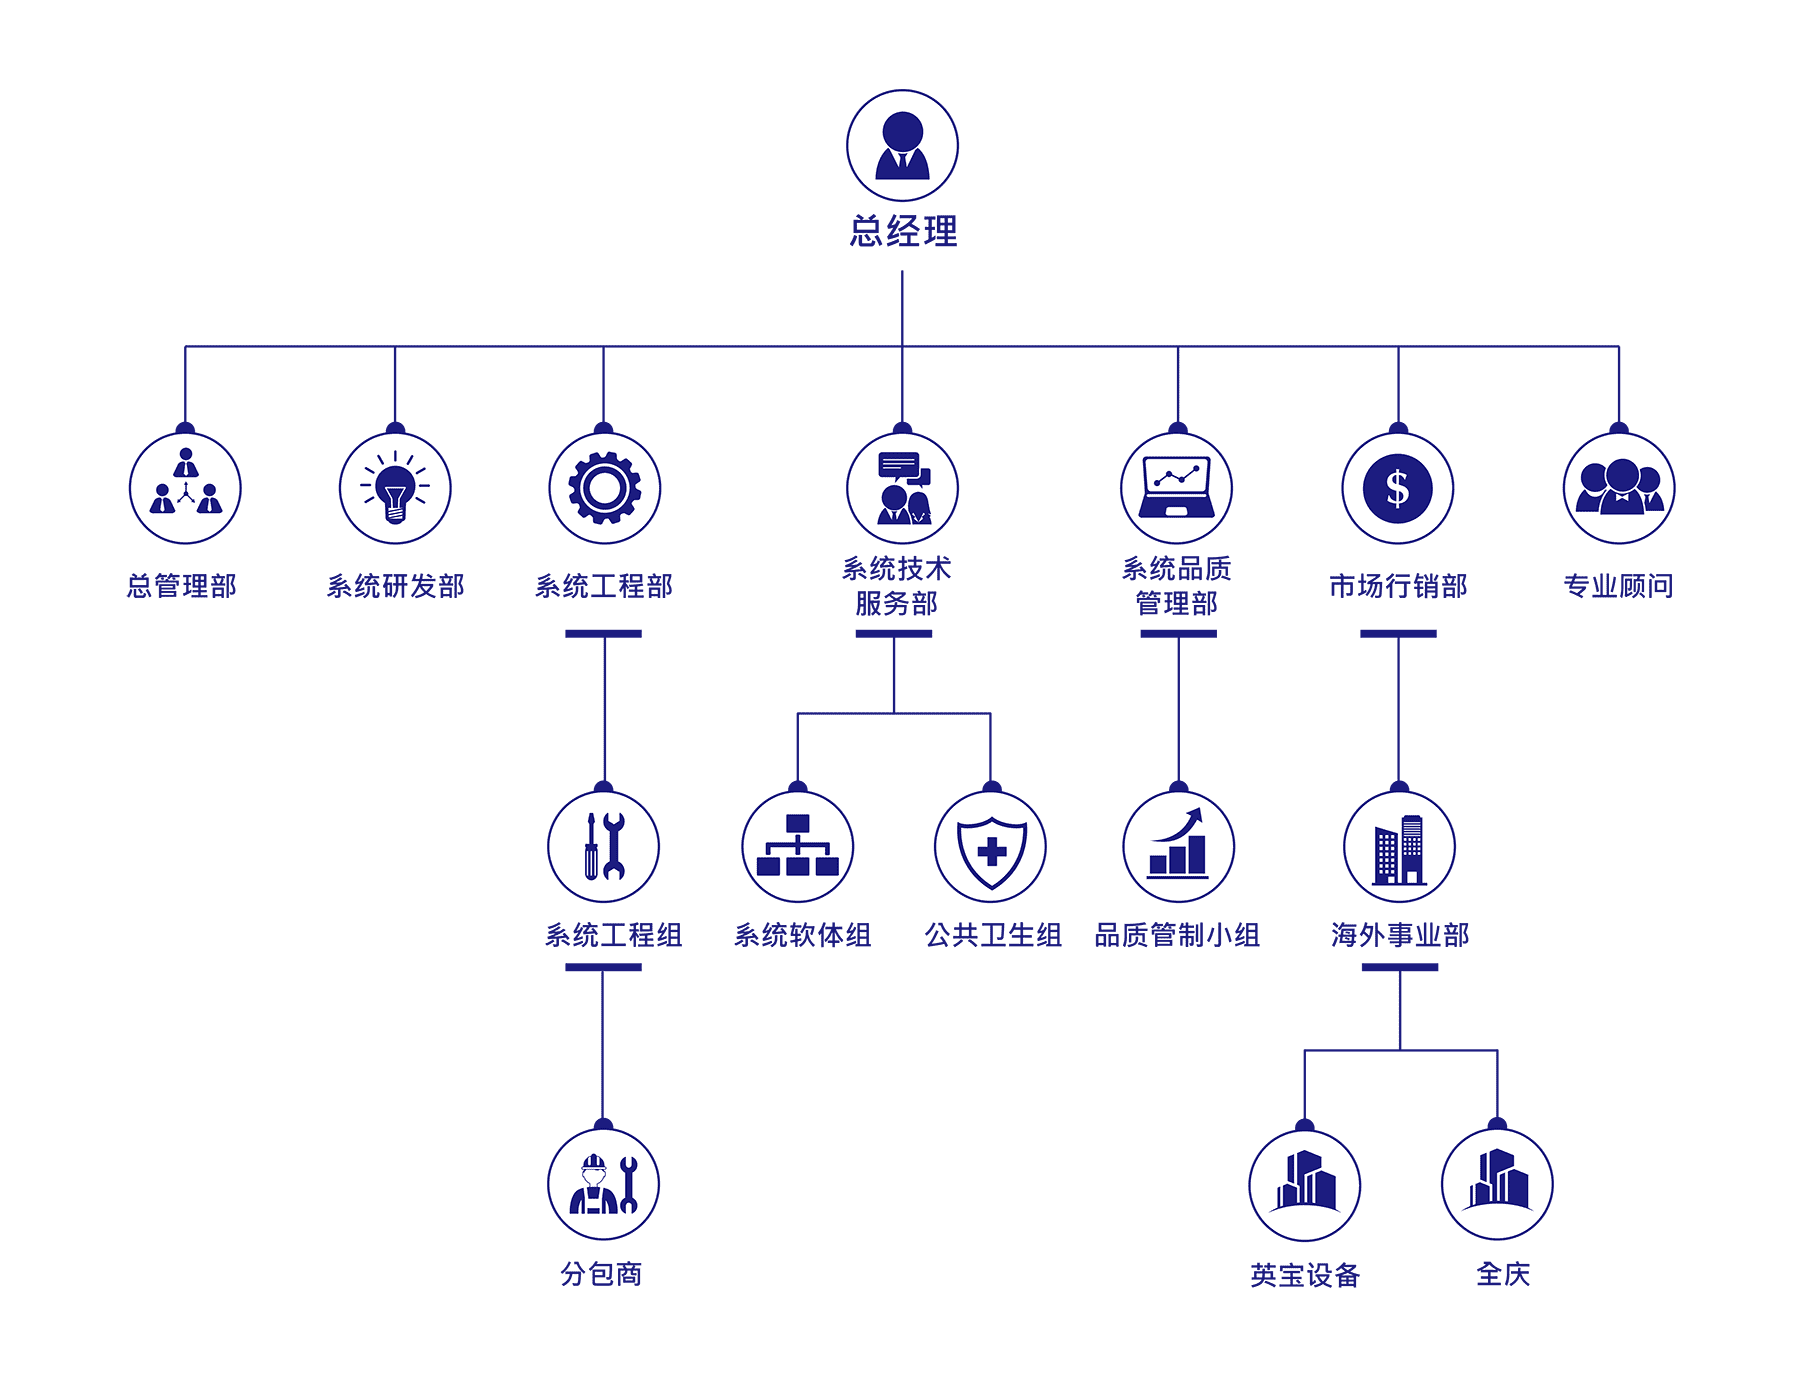 总经理
总管理部
系统研发部
系统工程部
系统技术
服务部
系统品质
管理部
市场行销部
专业顾问
系统工程组
系统软体组
公共卫生组
品质管制小组
海外事业部
分包商
英宝设备
全庆